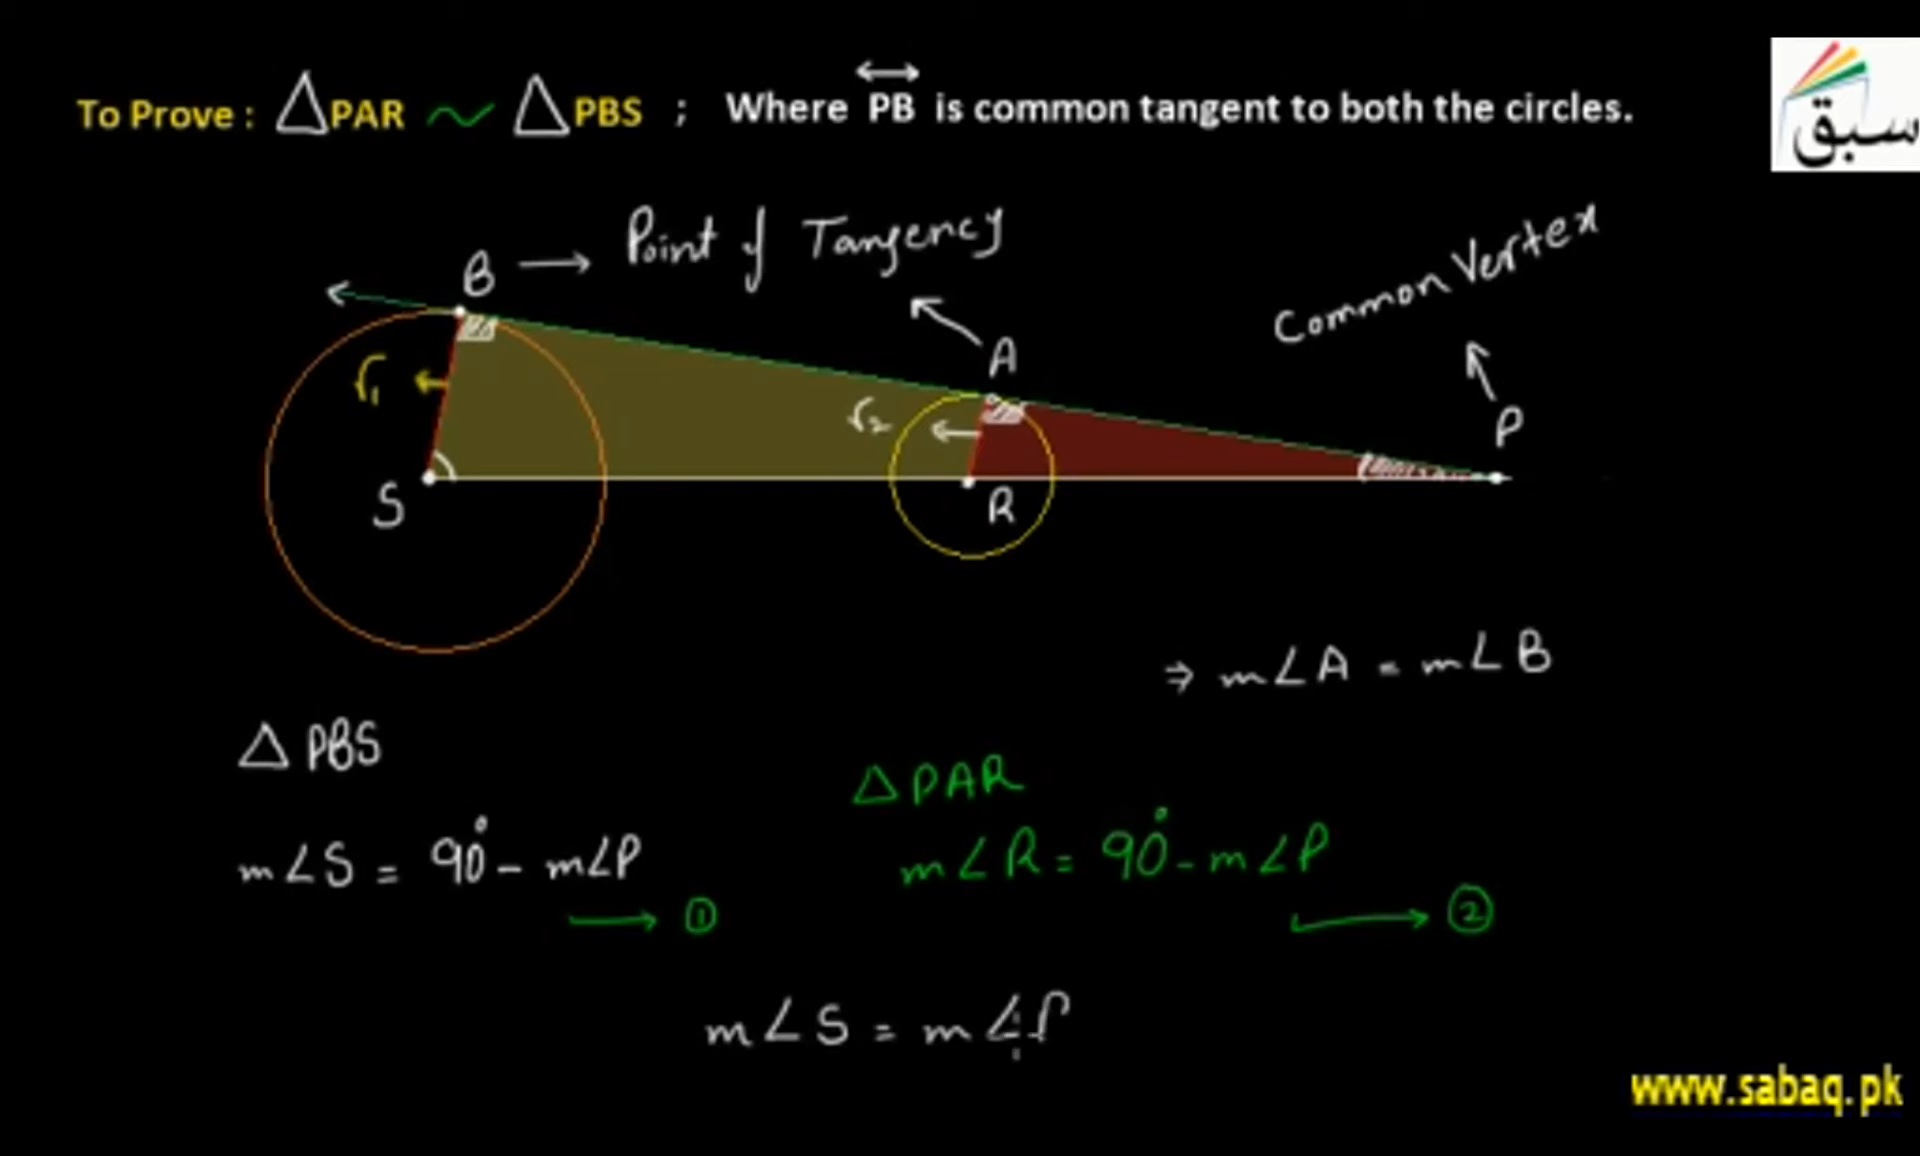 To Prove : △PAR ~ △PBS ; Where PB is common tangent to both the circles.
سبق
B → Point of Tangency
Common Vertex
A
P
r₁
r₂
S
R
⇒ m∠A = m∠B
△ PBS
△ PAR
m∠S = 90° - m∠P
m∠R = 90° - m∠P
→ ①
→ ②
m∠S = m∠
www.sabaq.pk